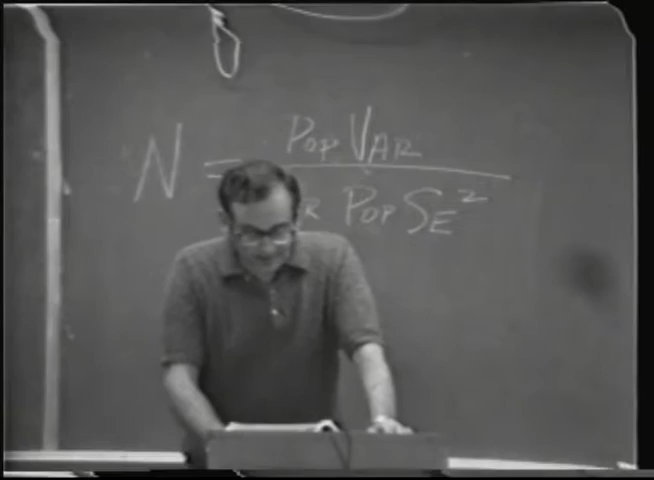 N = POP VAR
R POP SE²